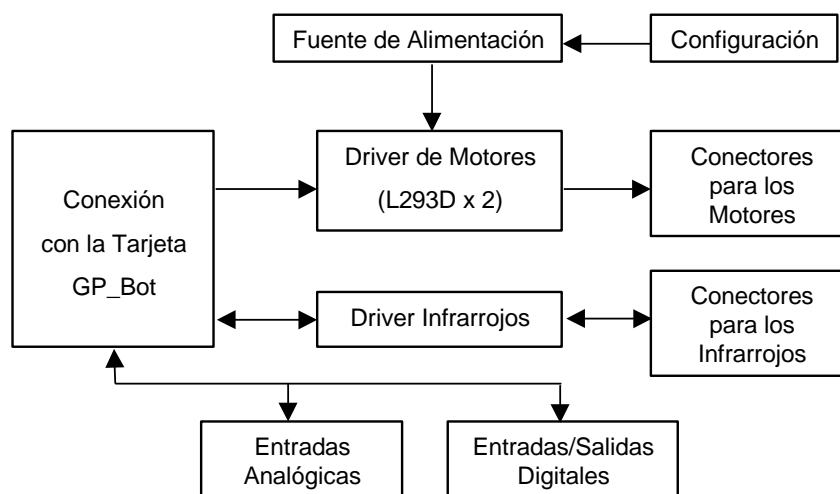 Fuente de Alimentación
Configuración
Conexión
con la Tarjeta
GP_Bot
Driver de Motores
(L293D x 2)
Conectores
para los
Motores
Driver Infrarrojos
Conectores
para los
Infrarrojos
Entradas
Analógicas
Entradas/Salidas
Digitales